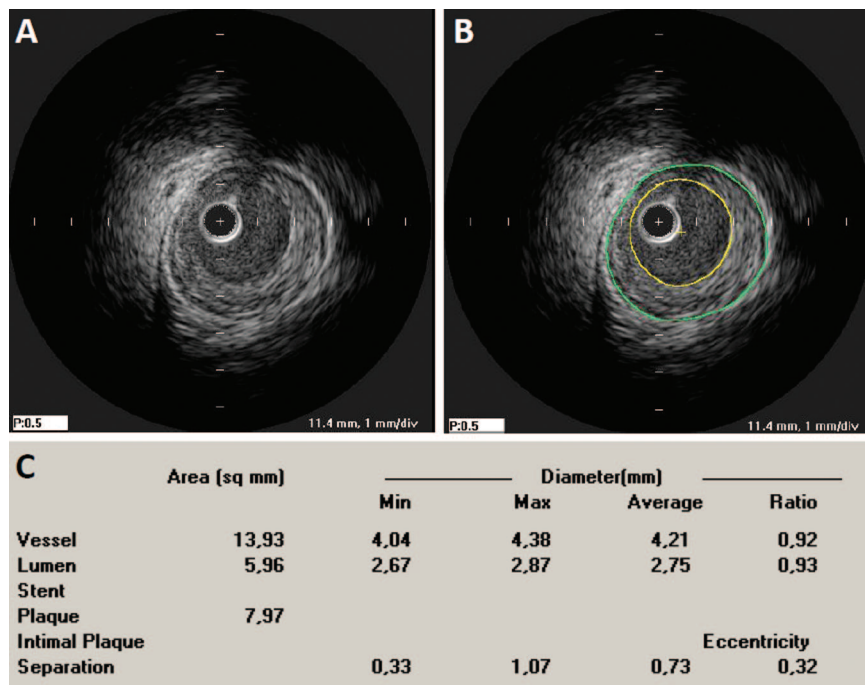 A
B
P:0.5
11.4 mm, 1 mm/div
P:0.5
11.4 mm, 1 mm/div
C
Area (sq mm) Diameter(mm)
Min Max Average Ratio
Vessel 13,93 4,04 4,38 4,21 0,92
Lumen 5,96 2,67 2,87 2,75 0,93
Stent
Plaque 7,97
Intimal Plaque Eccentricity
Separation 0,33 1,07 0,73 0,32